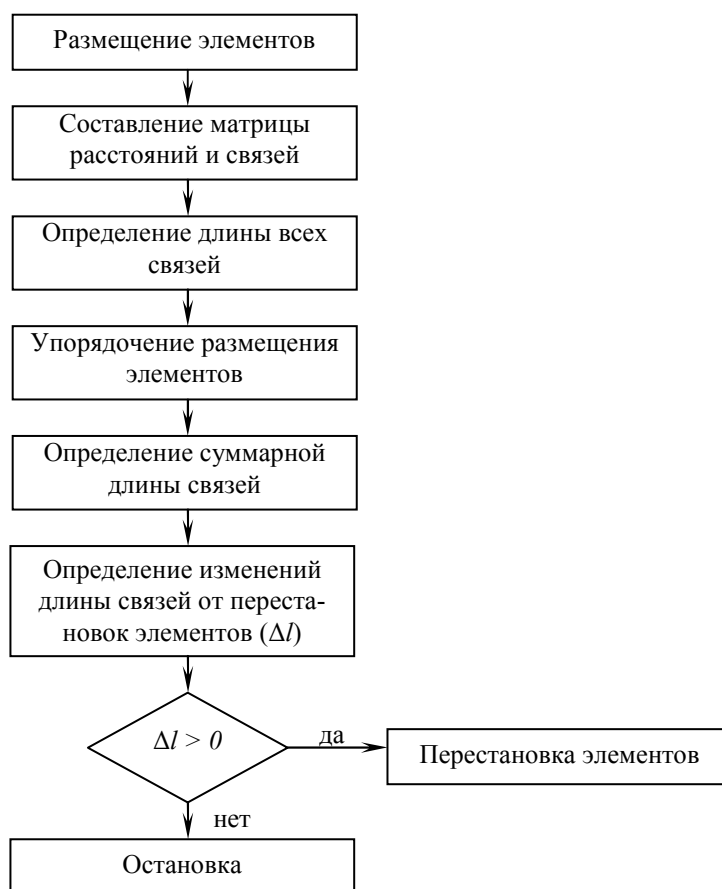 Размещение элементов
Составление матрицы
расстояний и связей
Определение длины всех
связей
Упорядочение размещения
элементов
Определение суммарной
длины связей
Определение изменений
длины связей от переста-
новок элементов (Δl)
Δl > 0
да
Перестановка элементов
нет
Остановка